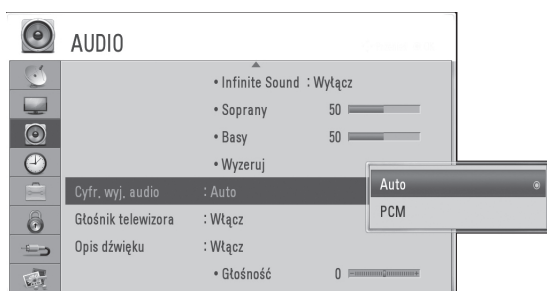 AUDIO
• Infinite Sound : Wyłącz
• Soprany 50
• Basy 50
• Wyzeruj
Cyfr. wyj. audio : Auto
Auto
PCM
Głośnik telewizora : Włącz
Opis dźwięku : Włącz
• Głośność 0